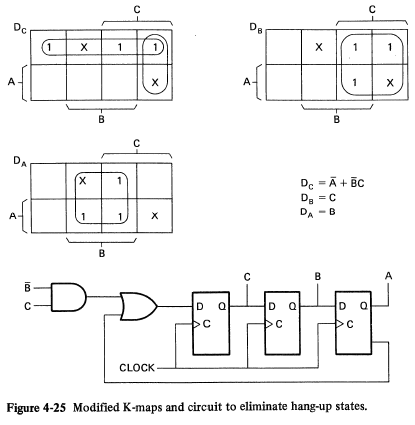 C
C
D_C
1 X 1 1
D_B
X 1 1
A
X
A
1 X
B
B
C
D_A
X 1
A
1 1 X
B
D_C = A̅ + B̅C
D_B = C
D_A = B
C B A
B̅
C
D Q
D Q
D Q
C
C
C
CLOCK
Figure 4-25 Modified K-maps and circuit to eliminate hang-up states.